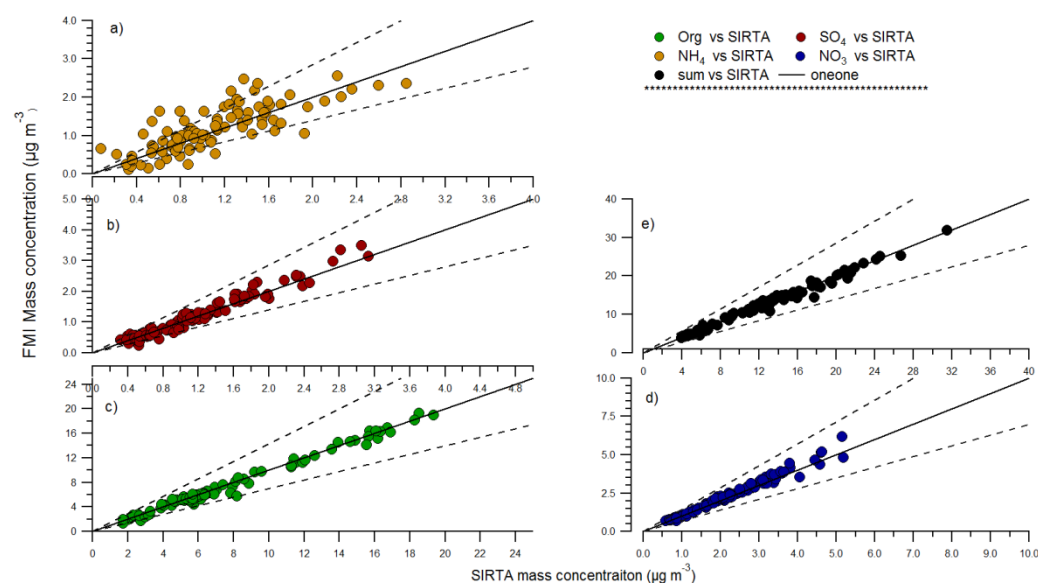 FMI Mass concentration (µg m⁻³)
a)
4.0
3.0
2.0
1.0
0.0
0.0 0.4 0.8 1.2 1.6 2.0 2.4 2.8 3.2 3.6 4.0
Org vs SIRTA SO₄ vs SIRTA
NH₄ vs SIRTA NO₃ vs SIRTA
sum vs SIRTA oneone
b)
5.0
4.0
3.0
2.0
1.0
0.0
0.0 0.4 0.8 1.2 1.6 2.0 2.4 2.8 3.2 3.6 4.0 4.4 4.8
e)
40
30
20
10
0
0 4 8 12 16 20 24 28 32 36 40
c)
24
20
16
12
8
4
0
0 2 4 6 8 10 12 14 16 18 20 22 24
d)
10.0
7.5
5.0
2.5
0.0
0.0 1.0 2.0 3.0 4.0 5.0 6.0 7.0 8.0 9.0 10.0
SIRTA mass concentraiton (µg m⁻³)